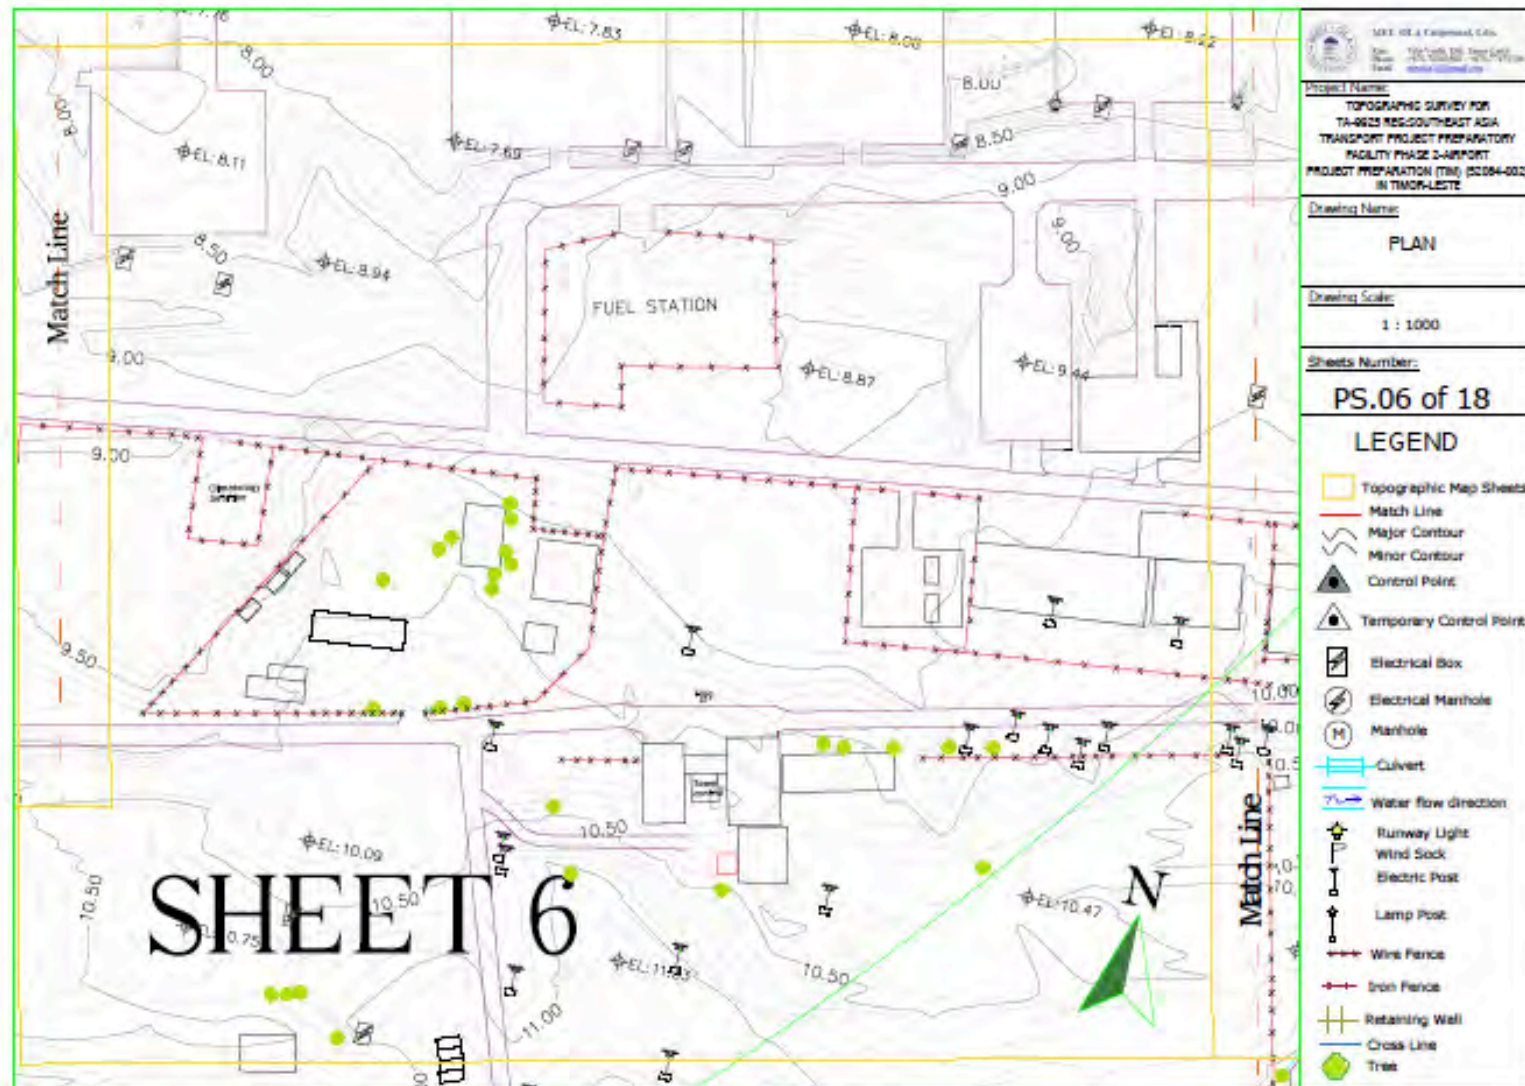 EL:7.83
EL:8.00
EL:8.22
8.00
8.00
8.00
EL:8.11
EL:7.69
8.50
9.00
Match Line
8.50
EL:8.94
9.00
FUEL STATION
9.00
EL:8.87
EL:9.44
9.00
9.50
10.00
10.50
EL:10.09
10.50
10.50
SHEET 6
EL:10.47
N
Match Line
10.50
11.00
Project Name:
TOPOGRAPHIC SURVEY FOR
TA-9925 REG:SOUTHEAST ASIA
TRANSPORT PROJECT PREPARATORY
FACILITY PHASE 2-AIRPORT
PROJECT PREPARATION (TIM) (52084-002)
IN TIMOR-LESTE
Drawing Name:
PLAN
Drawing Scale:
1 : 1000
Sheets Number:
PS.06 of 18
LEGEND
Topographic Map Sheets
Match Line
Major Contour
Minor Contour
Control Point
Temporary Control Point
Electrical Box
Electrical Manhole
M
Manhole
Culvert
Water flow direction
Runway Light
Wind Sock
Electric Post
Lamp Post
Wire Fence
Iron Fence
Retaining Wall
Cross Line
Tree